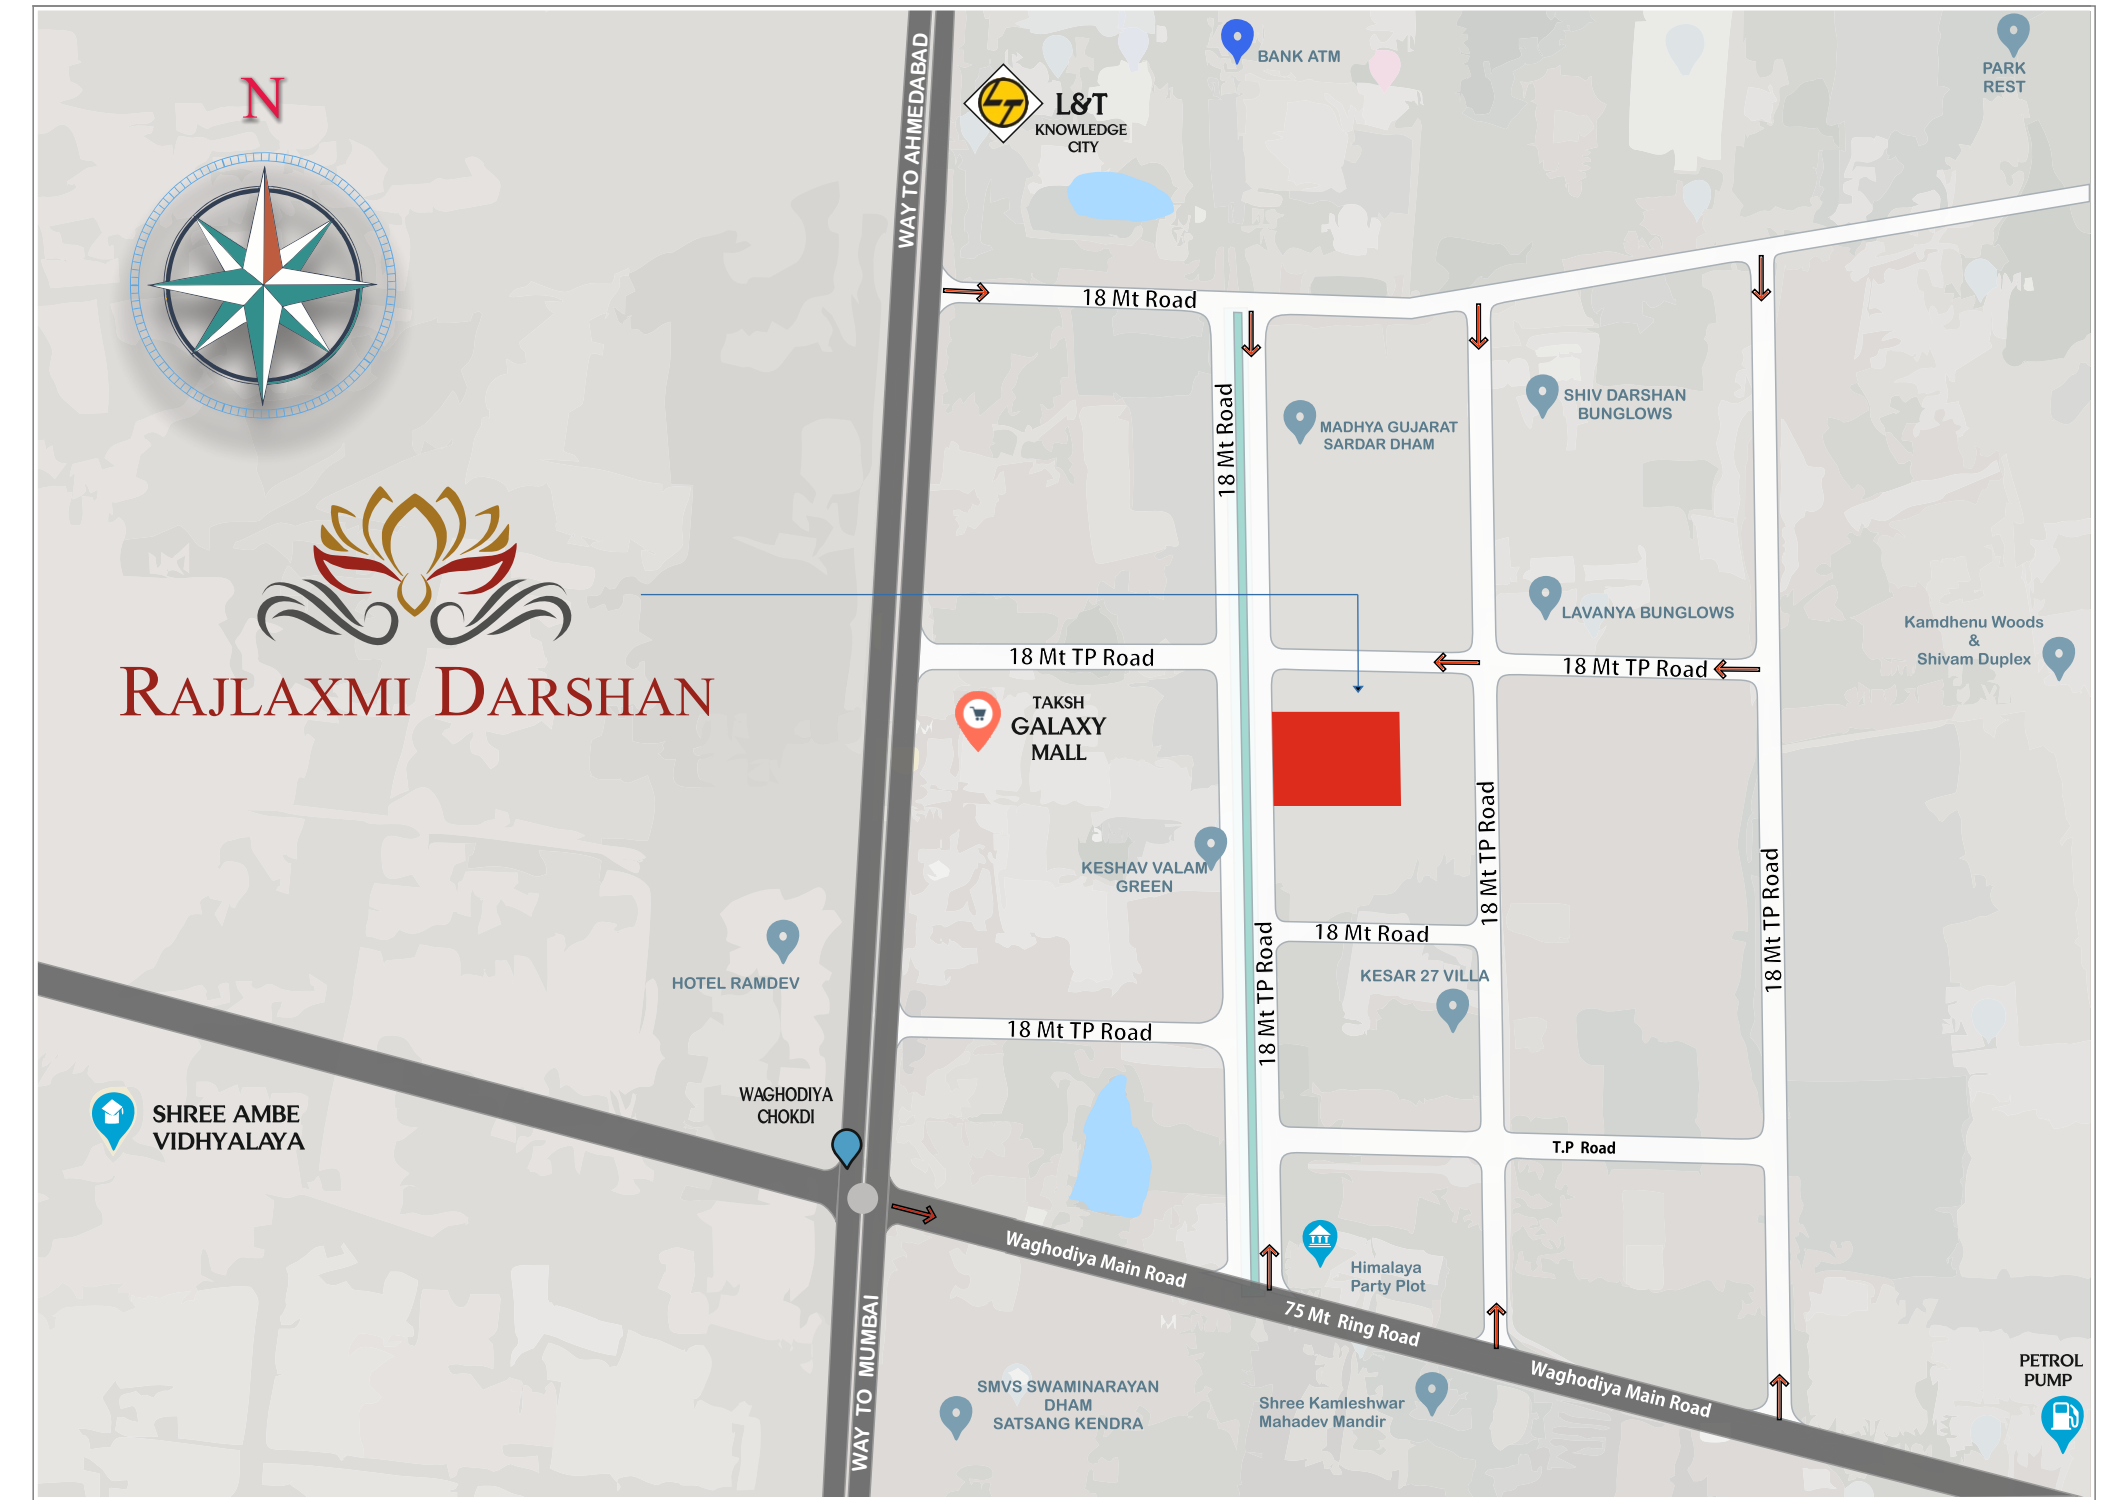 N
WAY TO AHMEDABAD
L&T
KNOWLEDGE
CITY
BANK ATM
PARK
REST
18 Mt Road
18 Mt Road
MADHYA GUJARAT
SARDAR DHAM
SHIV DARSHAN
BUNGLOWS
LAVANYA BUNGLOWS
Kamdhenu Woods
&
Shivam Duplex
RAJLAXMI DARSHAN
18 Mt TP Road
18 Mt TP Road
TAKSH
GALAXY
MALL
KESHAV VALAM
GREEN
18 Mt TP Road
18 Mt TP Road
18 Mt Road
18 Mt TP Road
KESAR 27 VILLA
HOTEL RAMDEV
18 Mt TP Road
WAGHODIYA
CHOKDI
SHREE AMBE
VIDHYALAYA
T.P Road
Waghodiya Main Road
75 Mt Ring Road
Waghodiya Main Road
Himalaya
Party Plot
WAY TO MUMBAI
SMVS SWAMINARAYAN
DHAM
SATSANG KENDRA
Shree Kamleshwar
Mahadev Mandir
PETROL
PUMP